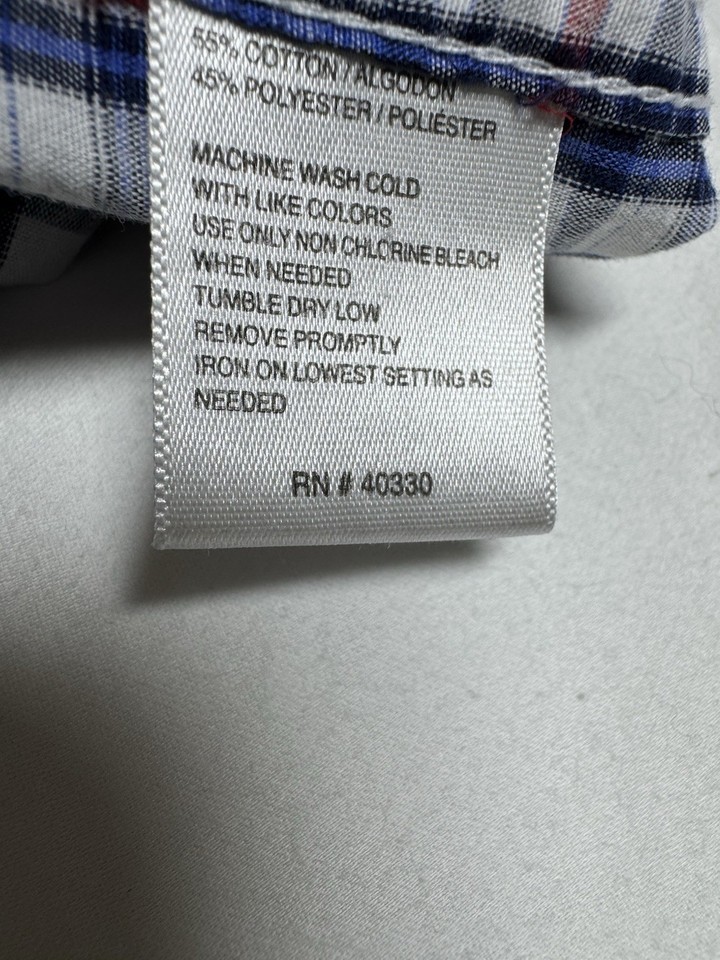 55% COTTON / ALGODON
45% POLYESTER / POLIÉSTER
MACHINE WASH COLD
WITH LIKE COLORS
USE ONLY NON CHLORINE BLEACH
WHEN NEEDED
TUMBLE DRY LOW
REMOVE PROMPTLY
IRON ON LOWEST SETTING AS
NEEDED
RN # 40330